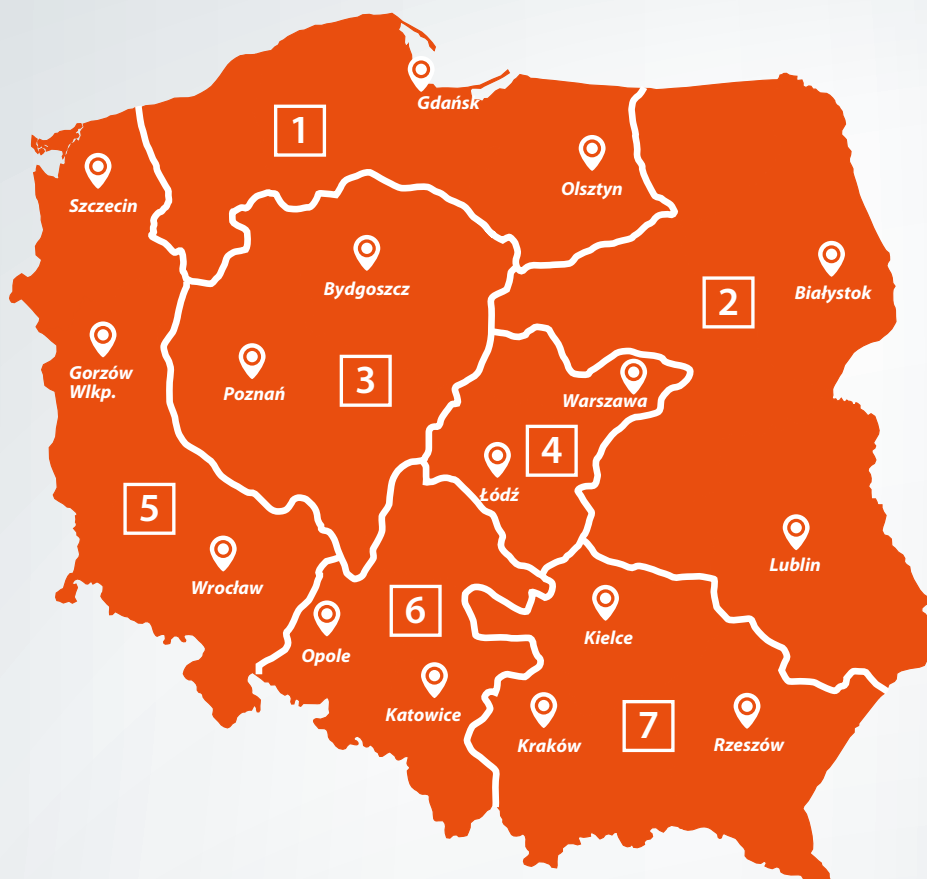 Gdańsk
1
Olsztyn
Szczecin
Bydgoszcz
2
Białystok
Gorzów
Wlkp.
Poznań
3
Warszawa
4
Łódź
5
Wrocław
Lublin
6
Kielce
Opole
Katowice
Kraków
7
Rzeszów